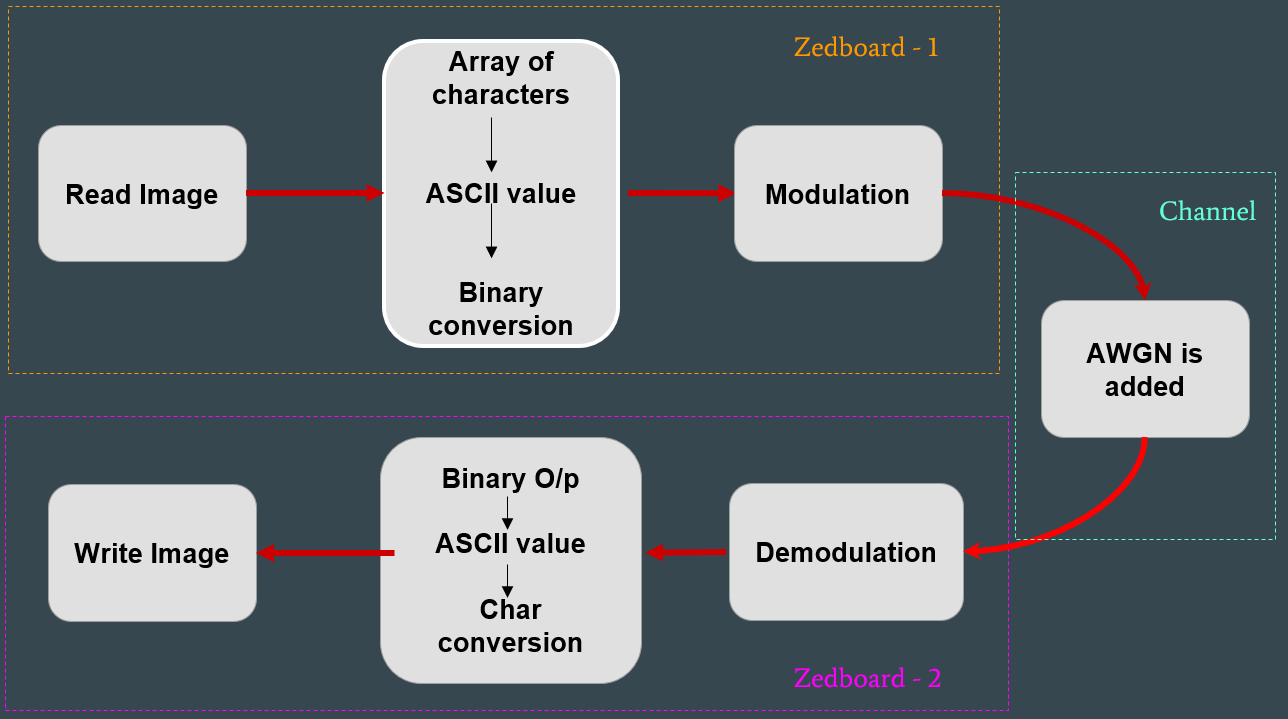 Zedboard - 1
Read Image
Array of
characters
ASCII value
Binary
conversion
Modulation
Channel
AWGN is
added
Demodulation
Binary O/p
ASCII value
Char
conversion
Write Image
Zedboard - 2